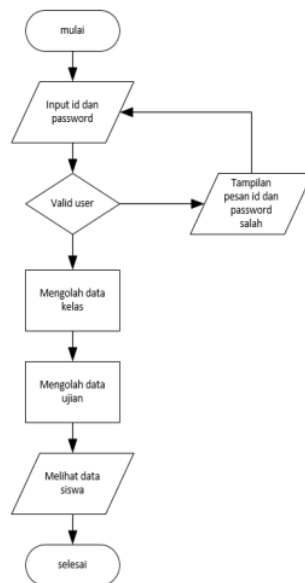 mulai
Input id dan
password
Valid user
Tampilan
pesan id dan
password
salah
Mengolah data
kelas
Mengolah data
ujian
Melihat data
siswa
selesai